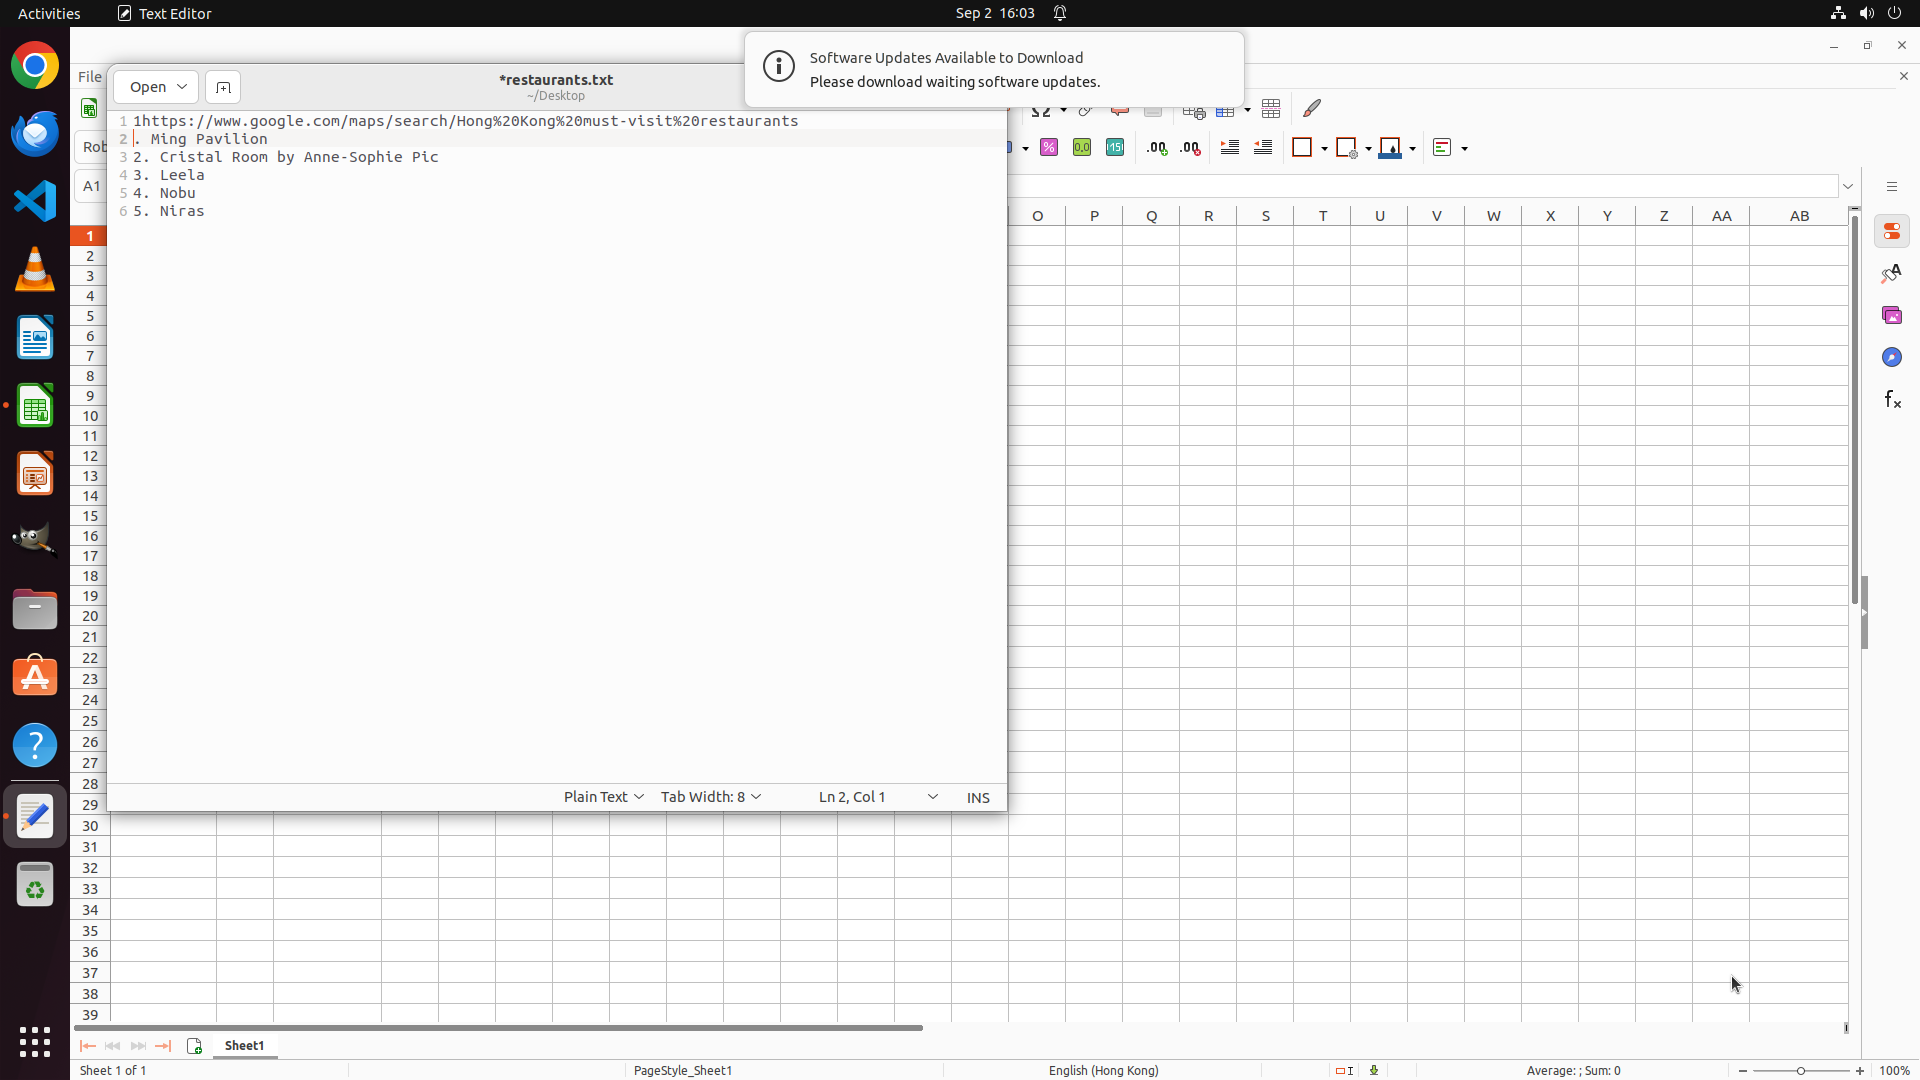 Activities
Text Editor
Sep 2 16:03
Software Updates Available to Download
Please download waiting software updates.
File
Open
*restaurants.txt
~/Desktop
1 1https://www.google.com/maps/search/Hong%20Kong%20must-visit%20restaurants
2 . Ming Pavilion
3 2. Cristal Room by Anne-Sophie Pic
4 3. Leela
5 4. Nobu
6 5. Niras
Rob
A1
O P Q R S T U V W X Y Z AA AB
1
2
3
4
5
6
7
8
9
10
11
12
13
14
15
16
17
18
19
20
21
22
23
24
25
26
27
28
29
30
31
32
33
34
35
36
37
38
39
Plain Text
Tab Width: 8
Ln 2, Col 1
INS
Sheet1
Sheet 1 of 1
PageStyle_Sheet1
English (Hong Kong)
Average: ; Sum: 0
100%